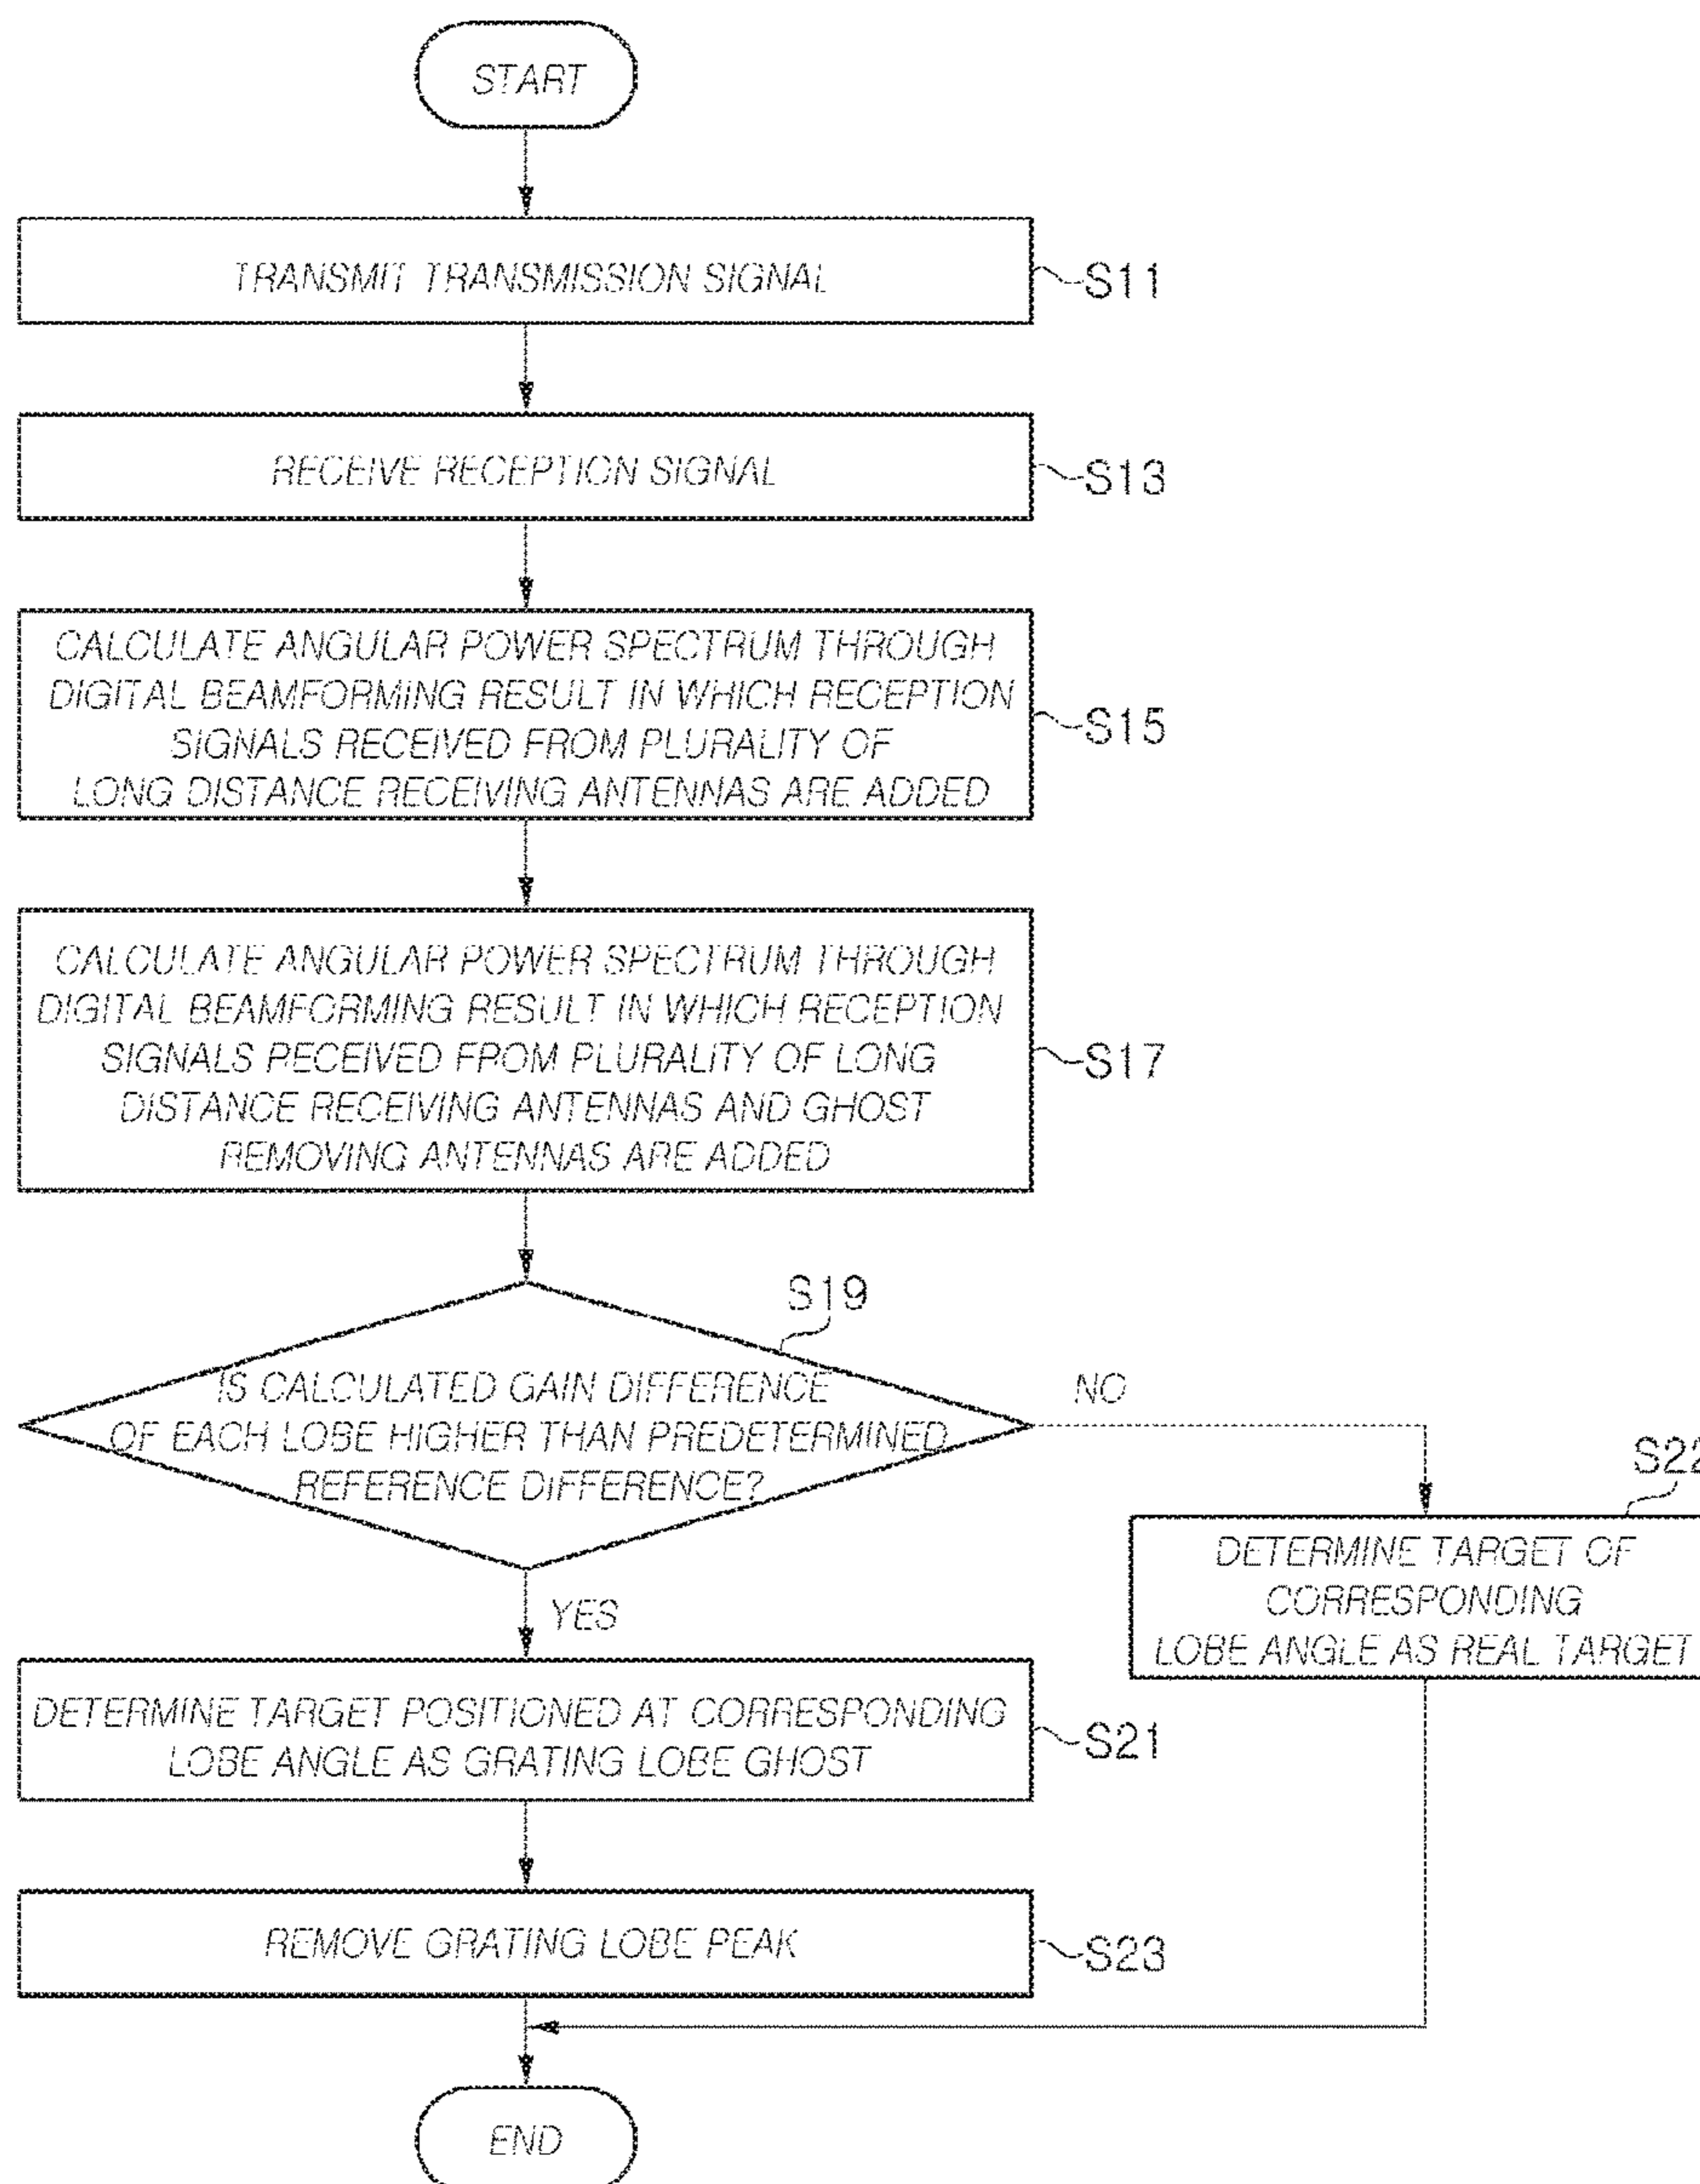 START
TRANSMIT TRANSMISSION SIGNAL
S11
RECEIVE RECEPTION SIGNAL
S13
CALCULATE ANGULAR POWER SPECTRUM THROUGH
DIGITAL BEAMFORMING RESULT IN WHICH RECEPTION
SIGNALS RECEIVED FROM PLURALITY OF
LONG DISTANCE RECEIVING ANTENNAS ARE ADDED
S15
CALCULATE ANGULAR POWER SPECTRUM THROUGH
DIGITAL BEAMFORMING RESULT IN WHICH RECEPTION
SIGNALS RECEIVED FROM PLURALITY OF LONG
DISTANCE RECEIVING ANTENNAS AND GHOST
REMOVING ANTENNAS ARE ADDED
S17
S19
IS CALCULATED GAIN DIFFERENCE
OF EACH LOBE HIGHER THAN PREDETERMINED
REFERENCE DIFFERENCE?
NO
S22
DETERMINE TARGET OF
CORRESPONDING
LOBE ANGLE AS REAL TARGET
YES
DETERMINE TARGET POSITIONED AT CORRESPONDING
LOBE ANGLE AS GRATING LOBE GHOST
S21
REMOVE GRATING LOBE PEAK
S23
END